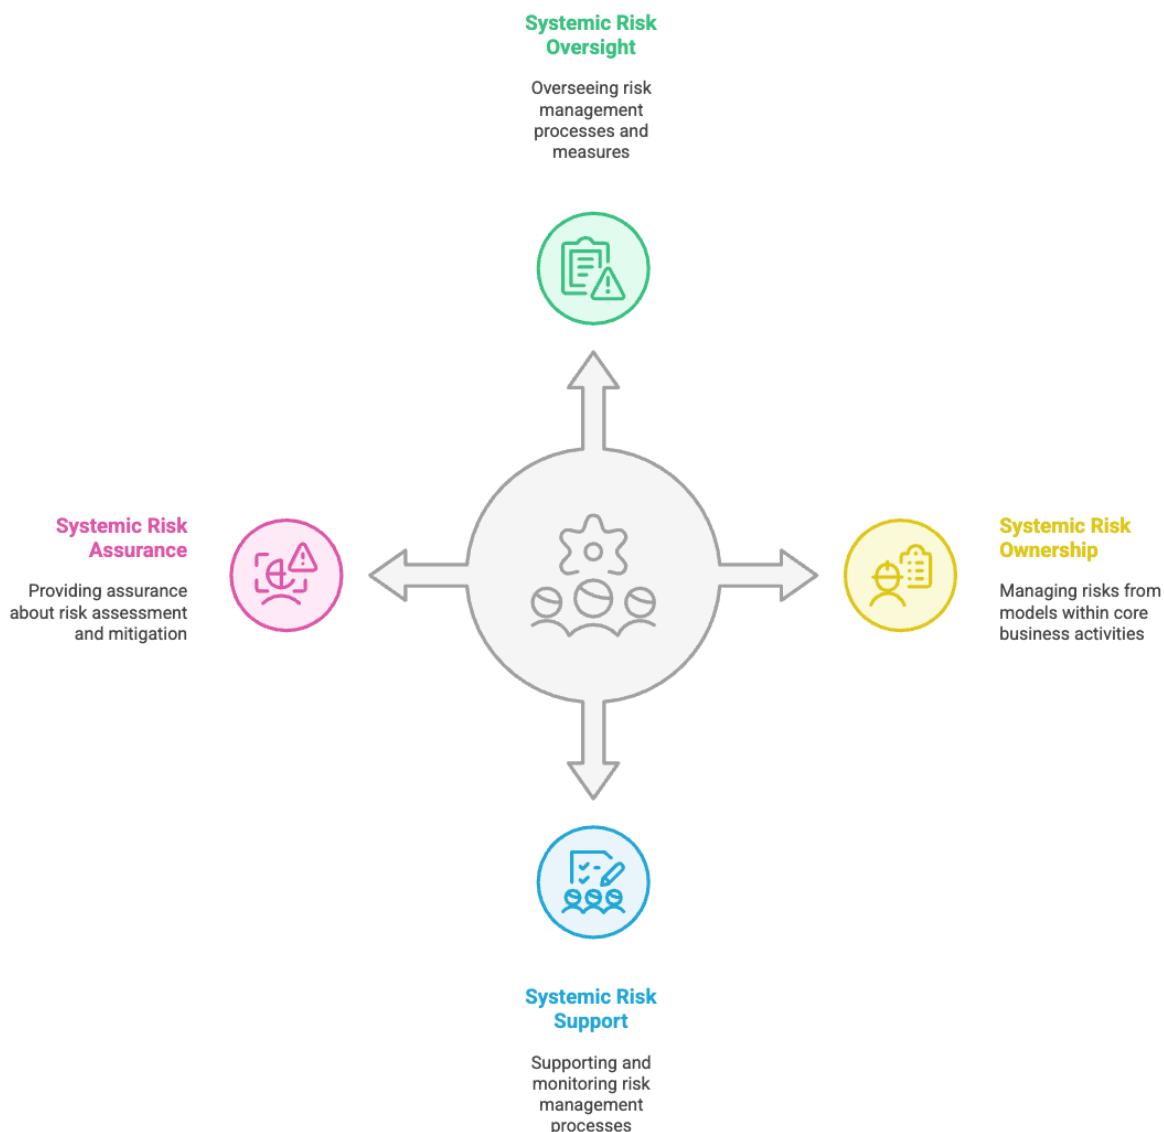 Systemic Risk
Oversight
Overseeing risk
management
processes and
measures
Systemic Risk
Assurance
Providing assurance
about risk assessment
and mitigation
Systemic Risk
Ownership
Managing risks from
models within core
business activities
Systemic Risk
Support
Supporting and
monitoring risk
management
processes